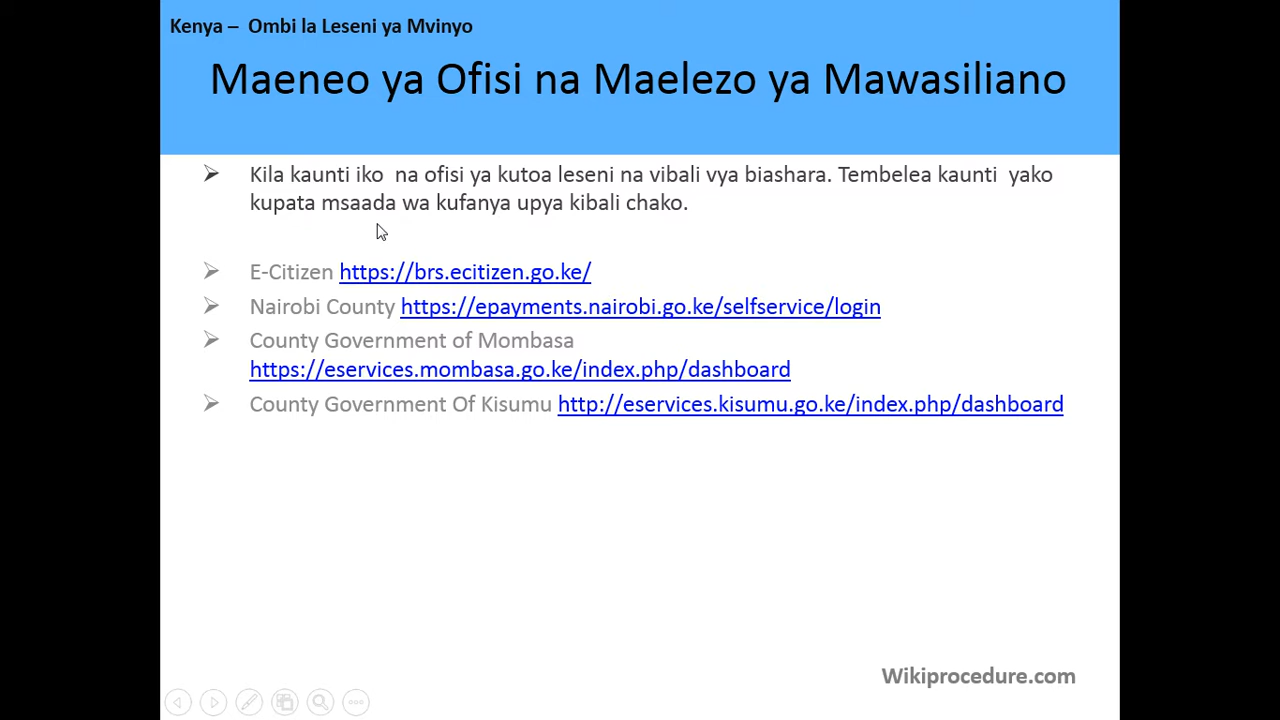 Kenya – Ombi la Leseni ya Mvinyo
Maeneo ya Ofisi na Maelezo ya Mawasiliano
Kila kaunti iko na ofisi ya kutoa leseni na vibali vya biashara. Tembelea kaunti yako
kupata msaada wa kufanya upya kibali chako.
E-Citizen https://brs.ecitizen.go.ke/
Nairobi County https://epayments.nairobi.go.ke/selfservice/login
County Government of Mombasa
https://eservices.mombasa.go.ke/index.php/dashboard
County Government Of Kisumu http://eservices.kisumu.go.ke/index.php/dashboard
Wikiprocedure.com